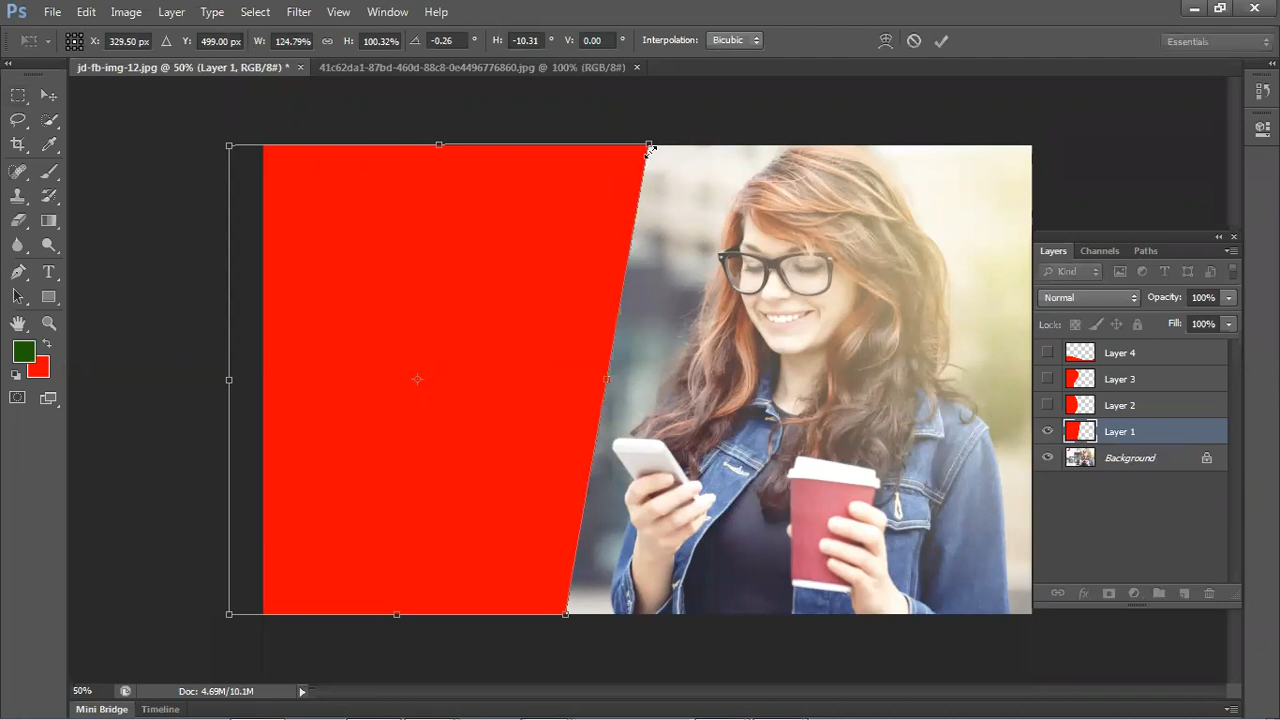 Ps File Edit Image Layer Type Select Filter View Window Help
X: 329.50 px Y: 499.00 px W: 124.79% H: 100.32% -0.26 ° H: -10.31 ° V: 0.00 ° Interpolation: Bicubic Essentials
jd-fb-img-12.jpg @ 50% (Layer 1, RGB/8#) * × 41c62da1-87bd-460d-88c8-0e4496776860.jpg @ 100% (RGB/8#) ×
Layers Channels Paths
Kind
Normal Opacity: 100%
Lock: Fill: 100%
Layer 4
Layer 3
Layer 2
Layer 1
Background
50% Doc: 4.69M/10.1M
Mini Bridge Timeline